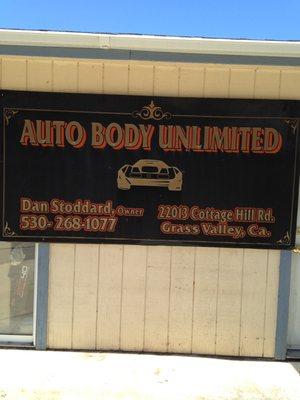 AUTO BODY UNLIMITED
Dan Stoddard, Owner
530-268-1077
22013 Cottage Hill Rd.
Grass Valley, Ca.